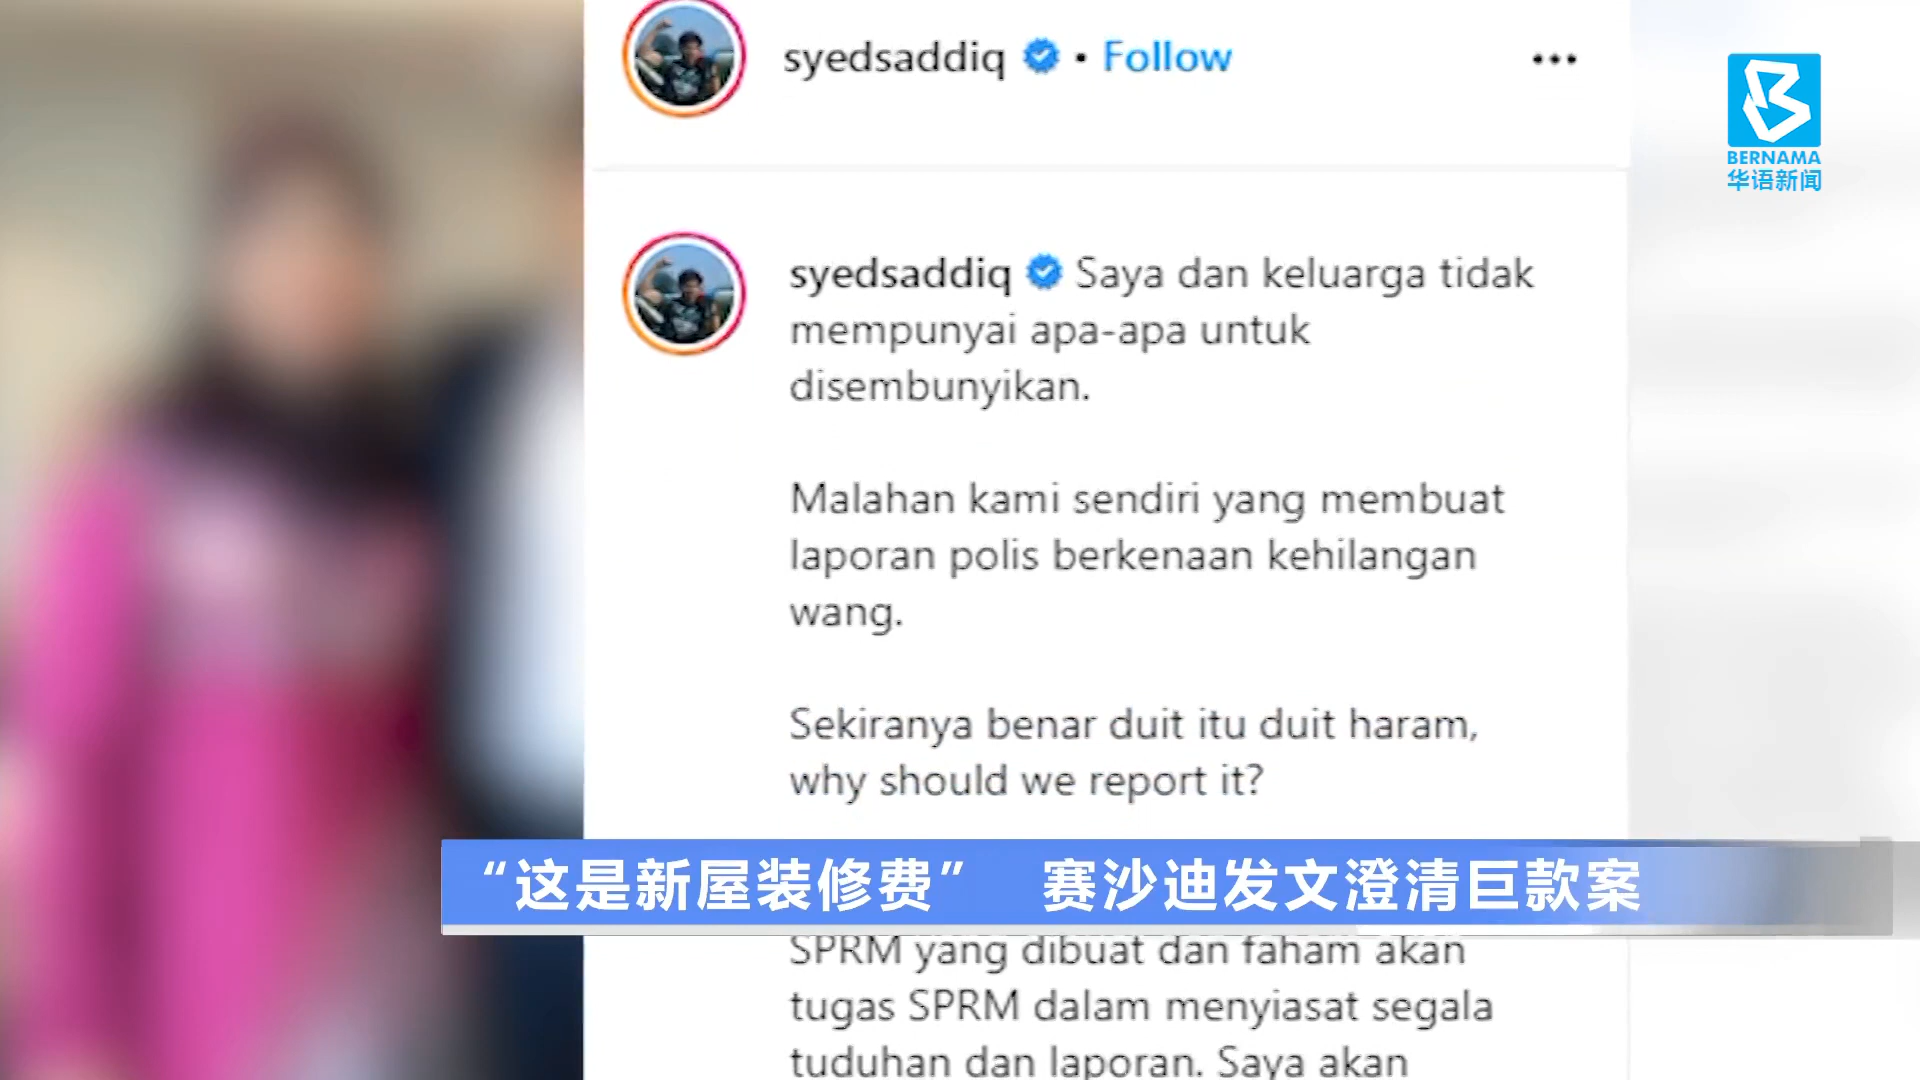 syedsaddiq • Follow
BERNAMA
华语新闻
syedsaddiq Saya dan keluarga tidak
mempunyai apa-apa untuk
disembunyikan.
Malahan kami sendiri yang membuat
laporan polis berkenaan kehilangan
wang.
Sekiranya benar duit itu duit haram,
why should we report it?
“这是新屋装修费” 赛沙迪发文澄清巨款案
SPRM yang dibuat dan faham akan
tugas SPRM dalam menyiasat segala
tuduhan dan laporan. Saya akan